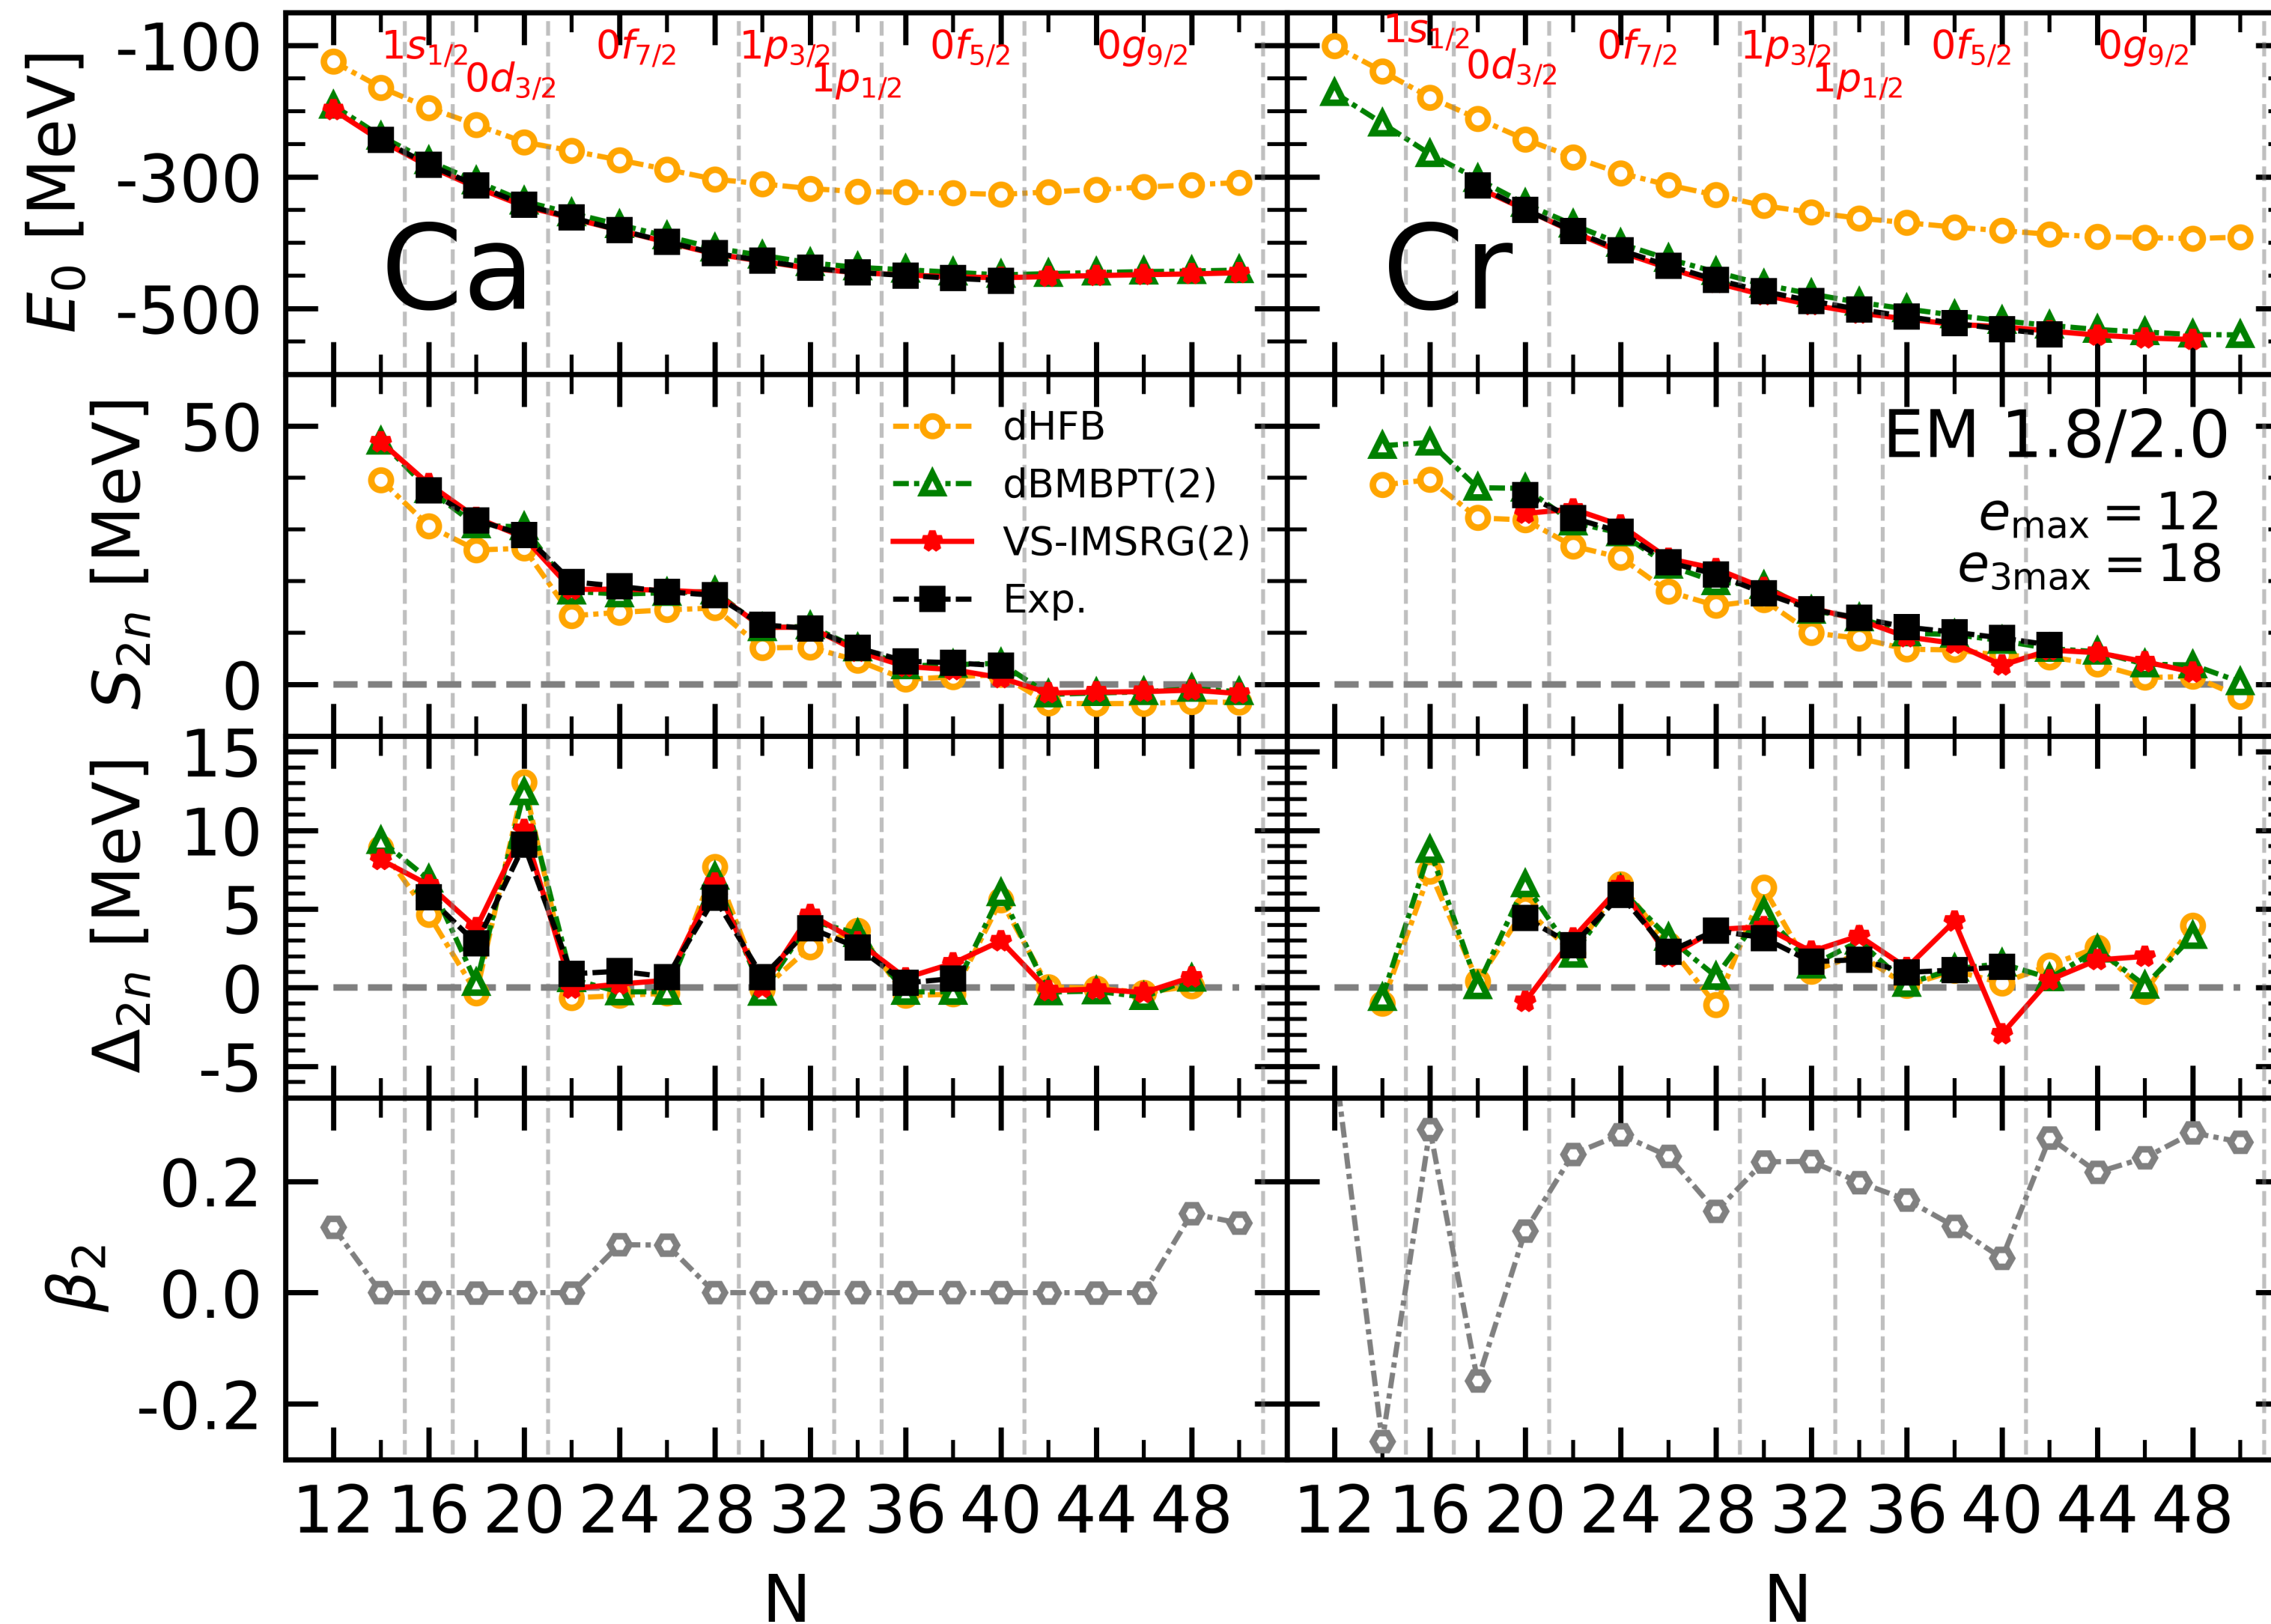 1s1/2 0d3/2 0f7/2 1p3/2 1p1/2 0f5/2 0g9/2
1s1/2 0d3/2 0f7/2 1p3/2 1p1/2 0f5/2 0g9/2
E0 [MeV]
-100
-300
-500
Ca
Cr
S2n [MeV]
50
0
dHFB
dBMBPT(2)
VS-IMSRG(2)
Exp.
EM 1.8/2.0
emax = 12
e3max = 18
Δ2n [MeV]
15
10
5
0
-5
β2
0.2
0.0
-0.2
12 16 20 24 28 32 36 40 44 48
12 16 20 24 28 32 36 40 44 48
N
N